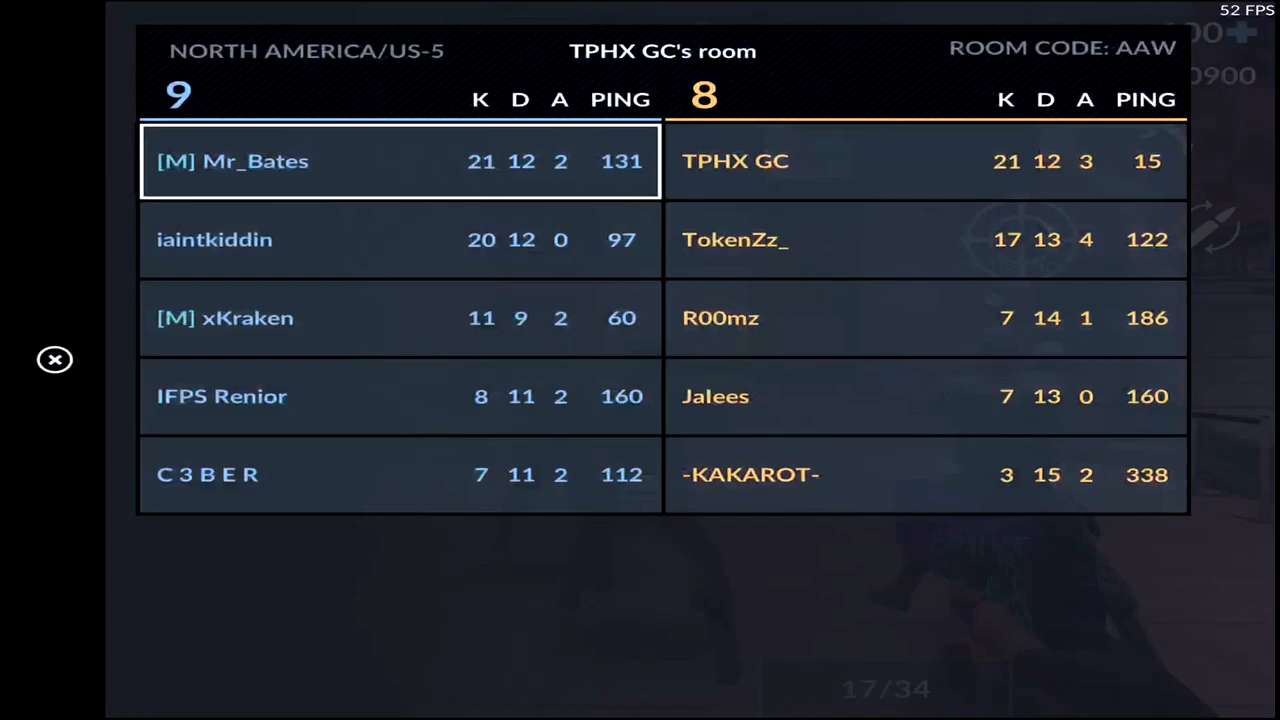 52 FPS
NORTH AMERICA/US-5 TPHX GC's room ROOM CODE: AAW
9 K D A PING 8 K D A PING
[M] Mr_Bates 21 12 2 131 TPHX GC 21 12 3 15
iaintkiddin 20 12 0 97 TokenZz_ 17 13 4 122
[M] xKraken 11 9 2 60 R00mz 7 14 1 186
IFPS Renior 8 11 2 160 Jalees 7 13 0 160
C 3 B E R 7 11 2 112 -KAKAROT- 3 15 2 338
17/34